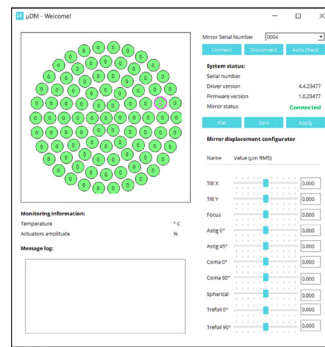 µDM - Welcome!
Mirror Serial Number 0004
Connect Disconnect Auto-check
System status:
Serial number
Driver version 4.4.23477
Firmware version 1.0.23477
Mirror status Connected
Flat Zero Apply
Mirror displacement configurator
Name Value (µm RMS)
Tilt X 0.000
Tilt Y 0.000
Focus 0.000
Astig 0° 0.000
Astig 45° 0.000
Coma 0° 0.000
Coma 90° 0.000
Spherical 0.000
Trefoil 0° 0.000
Trefoil 90° 0.000
Monitoring information:
Temperature ° C
Actuators amplitude %
Message log: